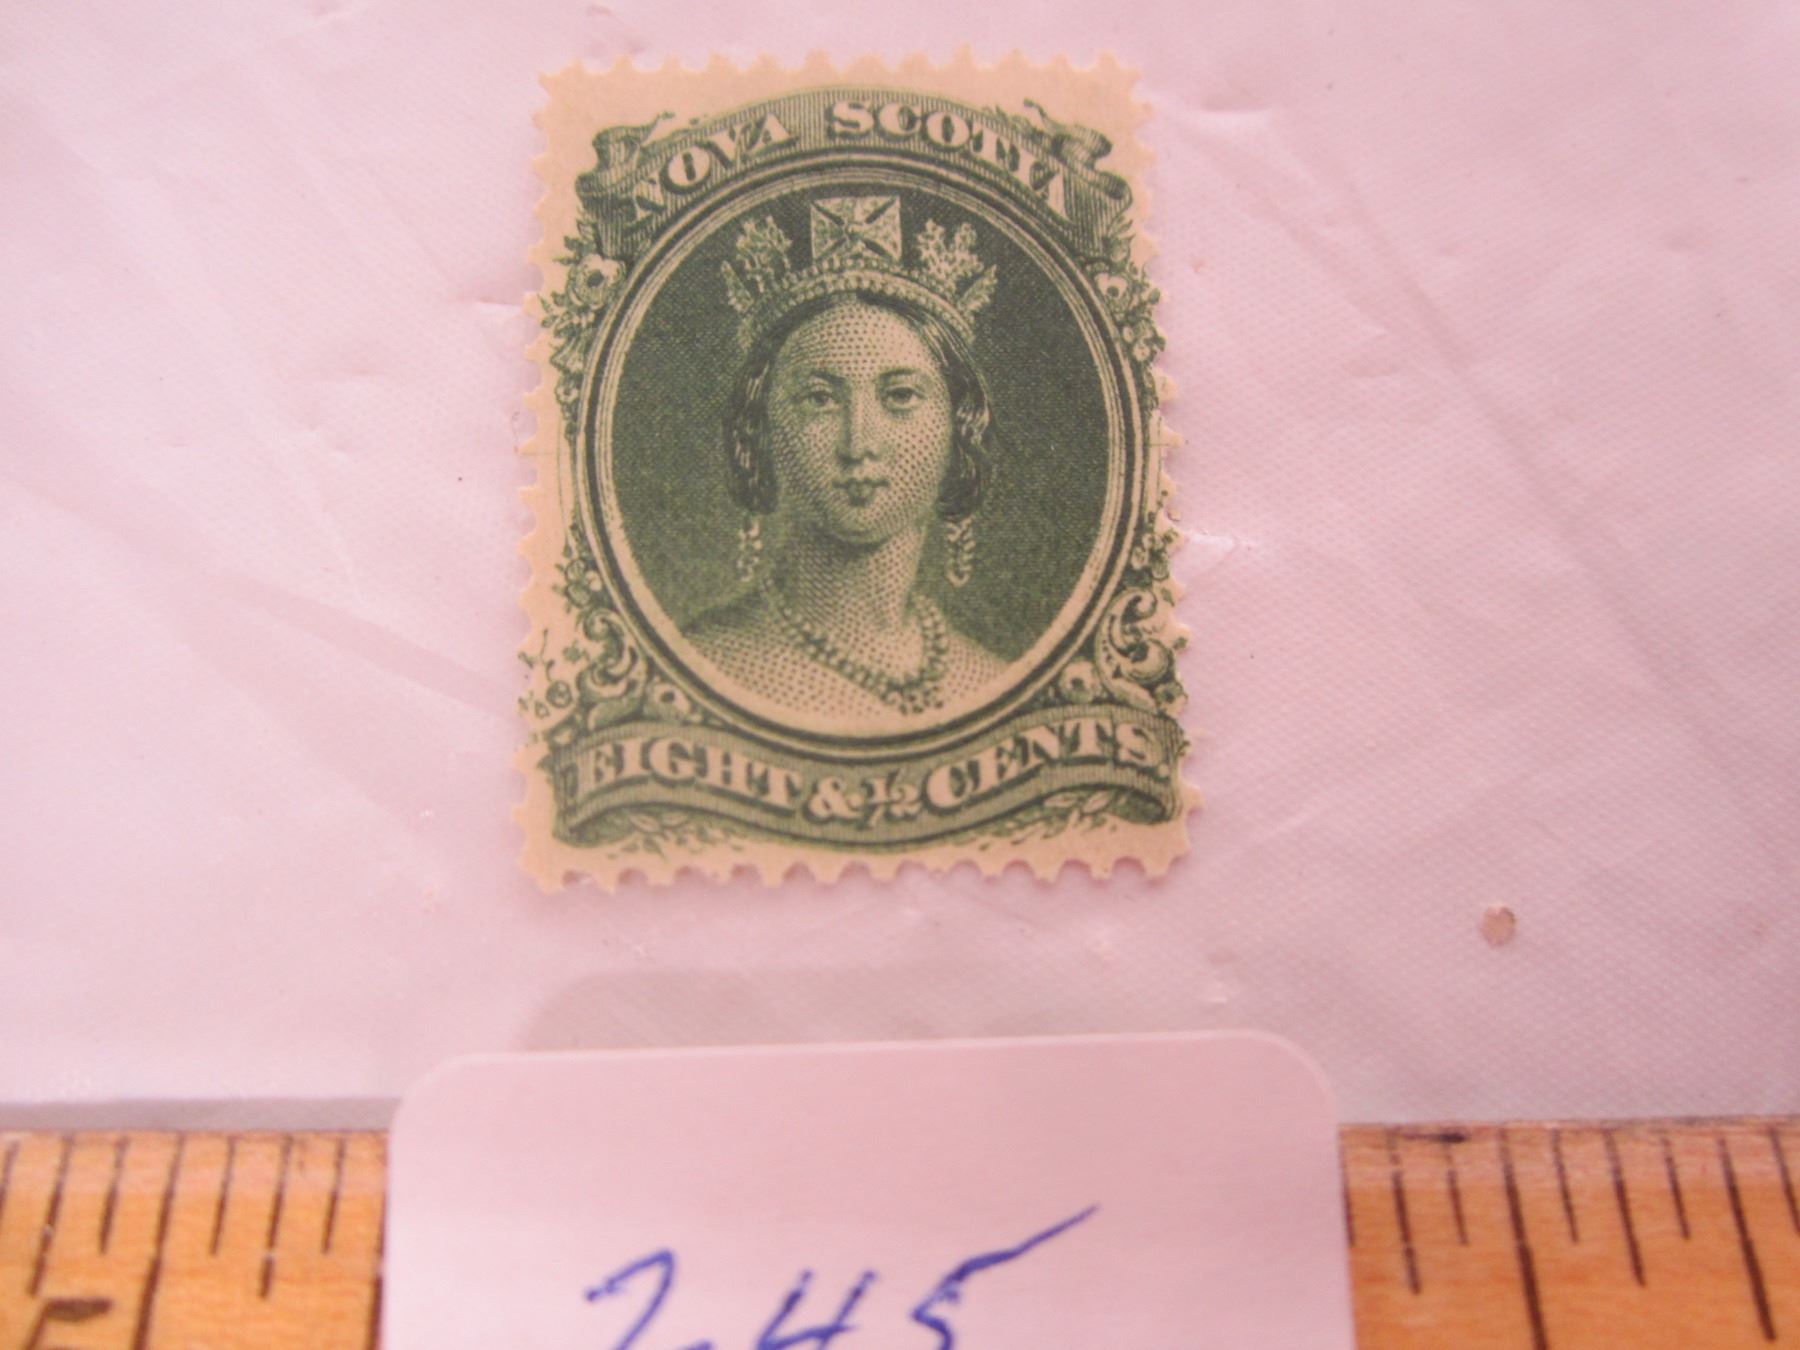 NOVA SCOTIA
EIGHT & 1/2 CENTS.
245